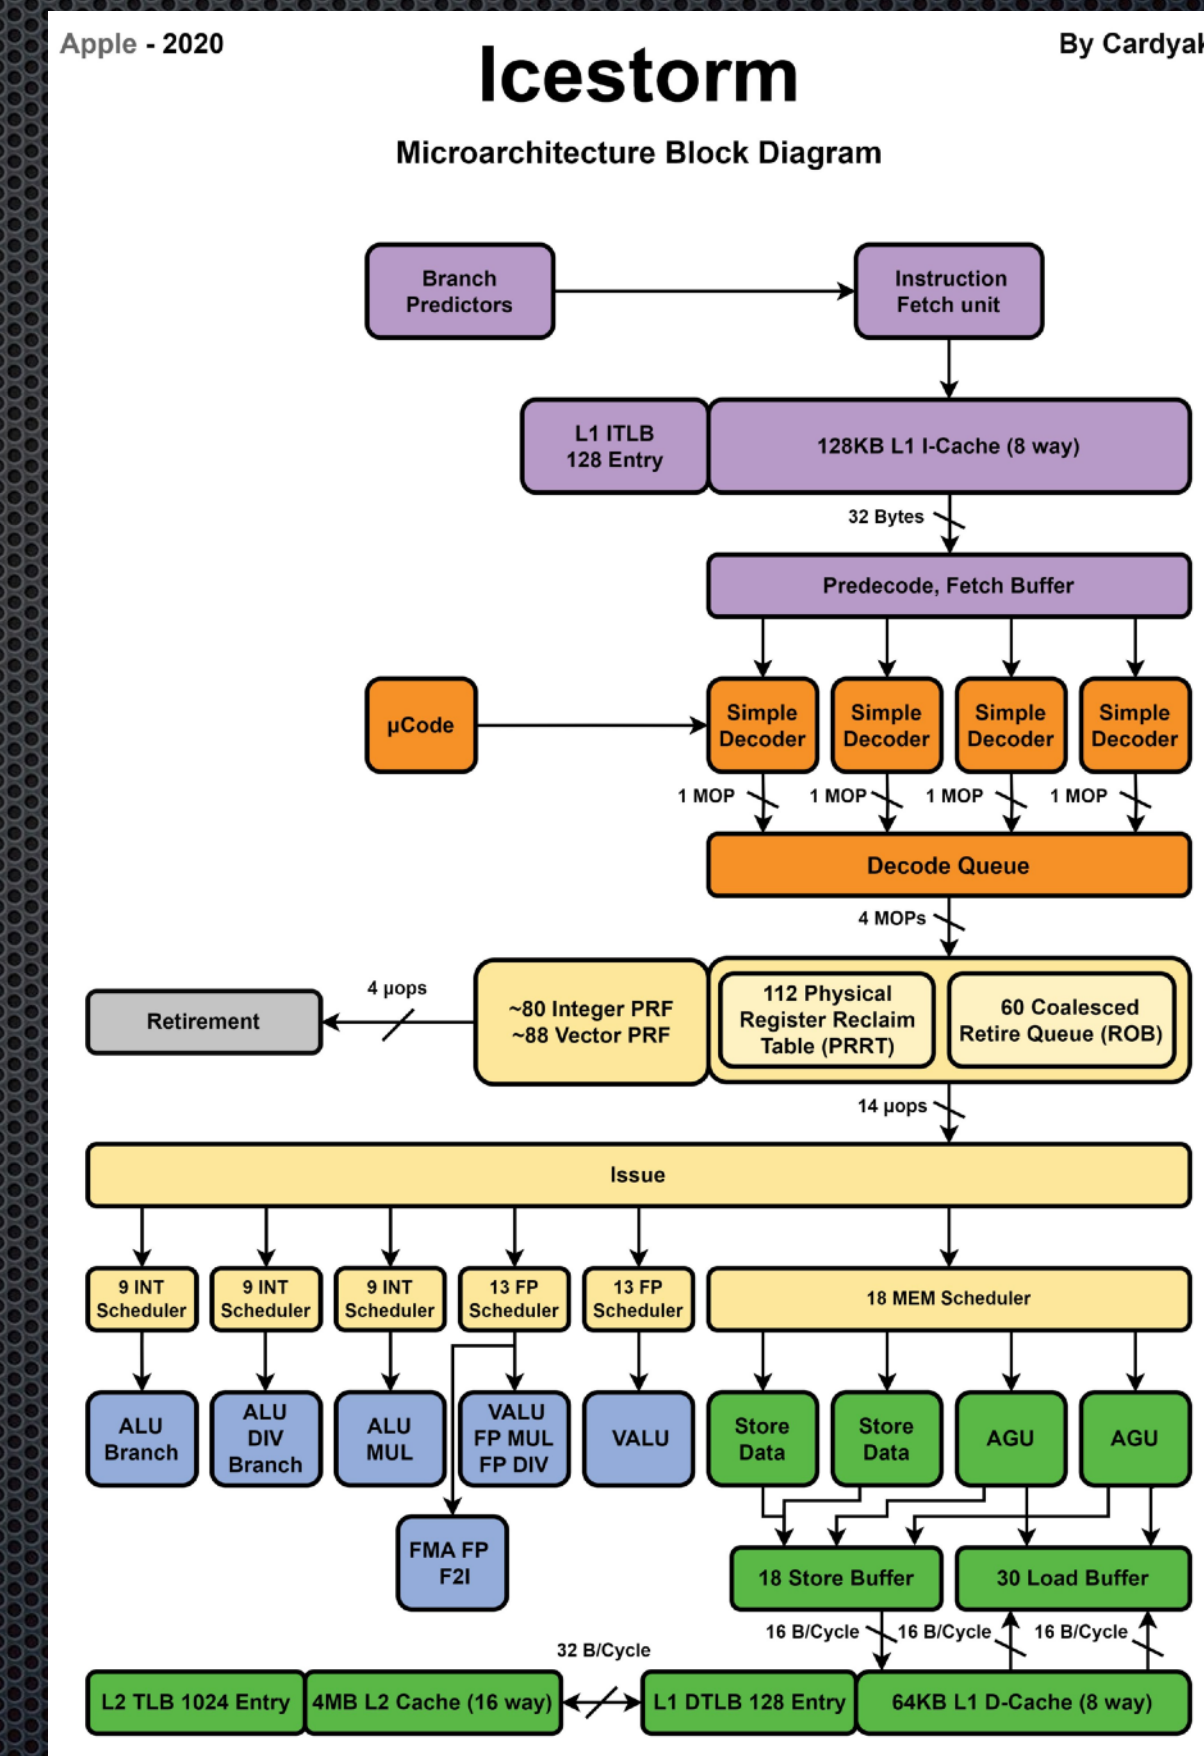 Apple - 2020
By Cardyak
Icestorm
Microarchitecture Block Diagram
Branch
Predictors
Instruction
Fetch unit
L1 ITLB
128 Entry
128KB L1 I-Cache (8 way)
32 Bytes
Predecode, Fetch Buffer
µCode
Simple
Decoder
Simple
Decoder
Simple
Decoder
Simple
Decoder
1 MOP
1 MOP
1 MOP
1 MOP
Decode Queue
4 MOPs
Retirement
4 µops
~80 Integer PRF
~88 Vector PRF
112 Physical
Register Reclaim
Table (PRRT)
60 Coalesced
Retire Queue (ROB)
14 µops
Issue
9 INT
Scheduler
9 INT
Scheduler
9 INT
Scheduler
13 FP
Scheduler
13 FP
Scheduler
18 MEM Scheduler
ALU
Branch
ALU
DIV
Branch
ALU
MUL
VALU
FP MUL
FP DIV
VALU
Store
Data
Store
Data
AGU
AGU
FMA FP
F2I
18 Store Buffer
30 Load Buffer
16 B/Cycle
16 B/Cycle
16 B/Cycle
32 B/Cycle
L2 TLB 1024 Entry
4MB L2 Cache (16 way)
L1 DTLB 128 Entry
64KB L1 D-Cache (8 way)